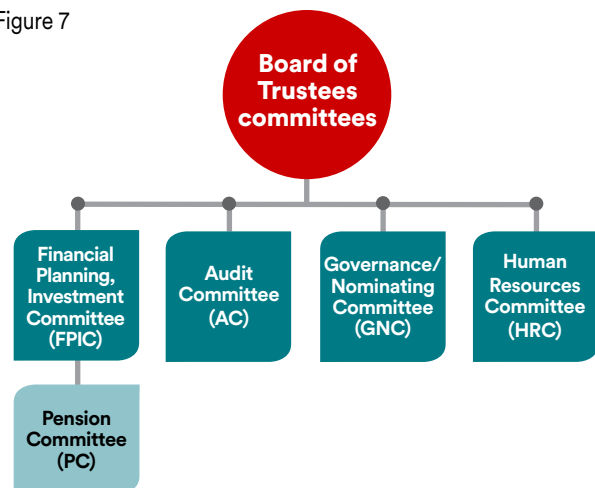 Figure 7
Board of
Trustees
committees
Financial
Planning,
Investment
Committee
(FPIC)
Audit
Committee
(AC)
Governance/
Nominating
Committee
(GNC)
Human
Resources
Committee
(HRC)
Pension
Committee
(PC)